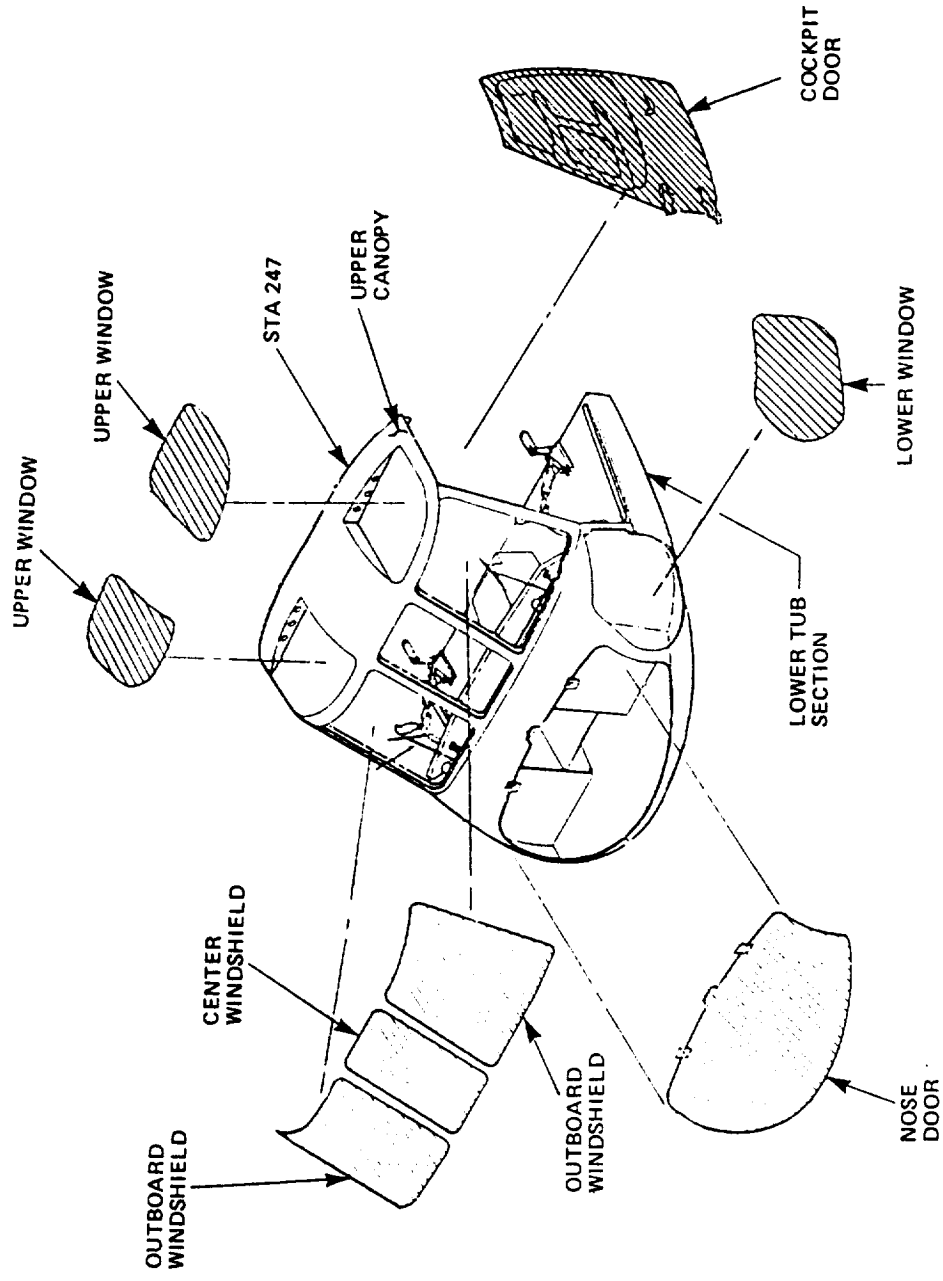 UPPER WINDOW
UPPER WINDOW
STA 247
UPPER
CANOPY
COCKPIT
DOOR
CENTER
WINDSHIELD
OUTBOARD
WINDSHIELD
OUTBOARD
WINDSHIELD
LOWER TUB
SECTION
LOWER WINDOW
NOSE
DOOR